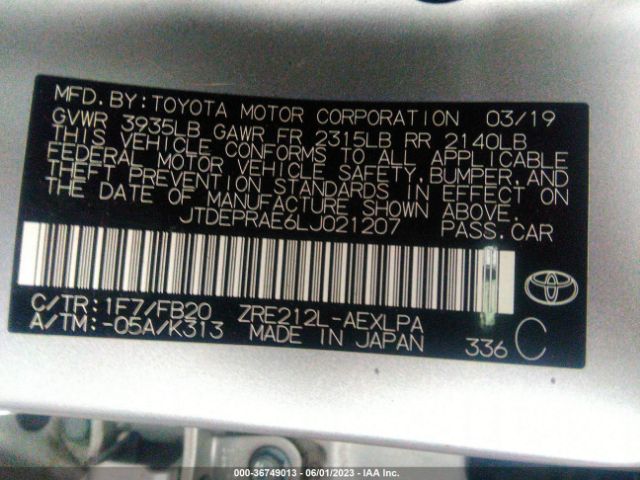 MFD. BY: TOYOTA MOTOR CORPORATION 03/19
GVWR 3935LB GAWR FR 2315LB RR 2140LB
THIS VEHICLE CONFORMS TO ALL APPLICABLE
FEDERAL MOTOR VEHICLE SAFETY, BUMPER, AND
THEFT PREVENTION STANDARDS IN EFFECT ON
THE DATE OF MANUFACTURE SHOWN ABOVE.
JTDEPRAE6LJ021207 PASS. CAR
C/TR: 1F7/FB20 ZRE212L-AEXLPA
A/TM: -05A/K313 MADE IN JAPAN 336 C
TOYOTA
000-36749013 - 06/01/2023 - IAA Inc.